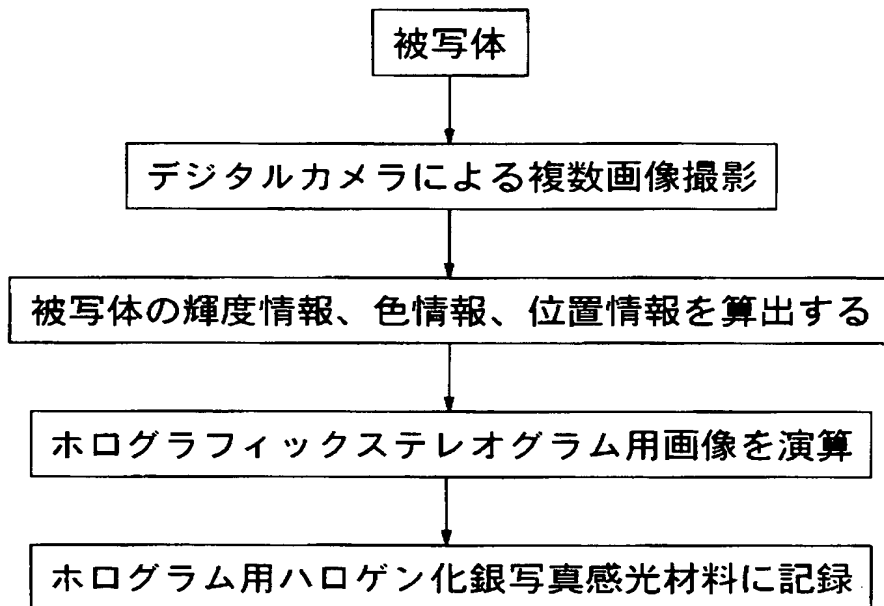 被写体
デジタルカメラによる複数画像撮影
被写体の輝度情報、色情報、位置情報を算出する
ホログラフィックステレオグラム用画像を演算
ホログラム用ハロゲン化銀写真感光材料に記録